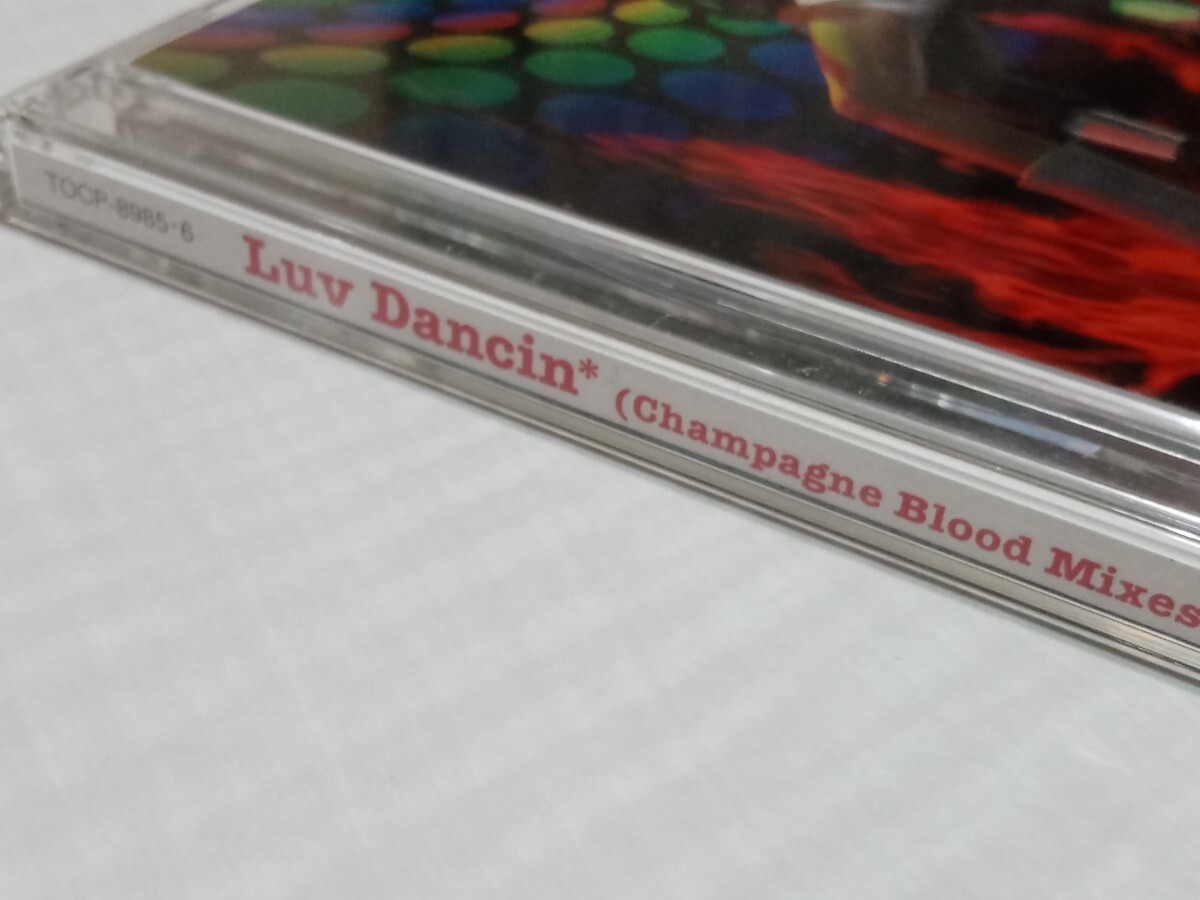 TOCP-8985-6 Luv Dancin* (Champagne Blood Mixes